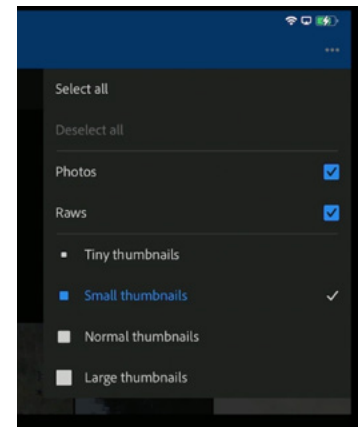 Select all
Deselect all
Photos
Raws
Tiny thumbnails
Small thumbnails
Normal thumbnails
Large thumbnails